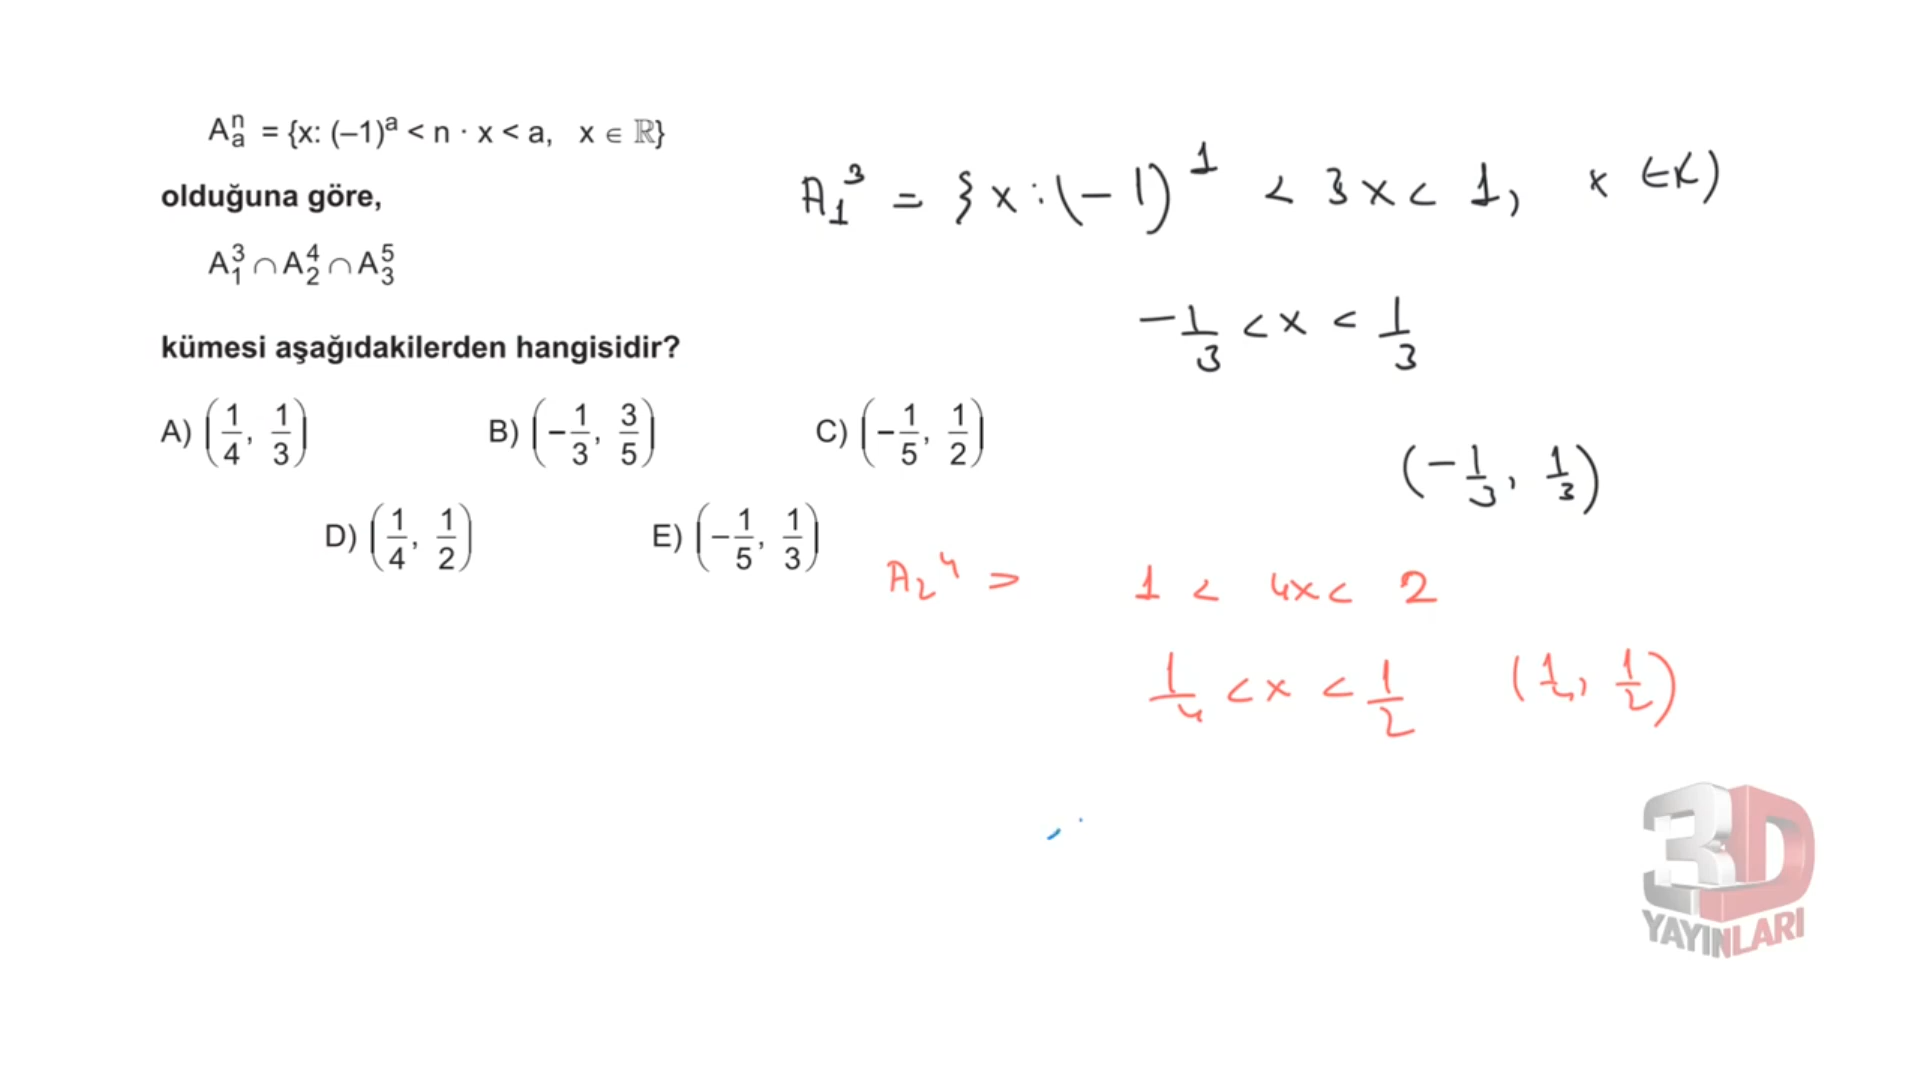 Aₐⁿ = {x: (–1)ᵃ < n · x < a, x ∈ ℝ}
olduğuna göre,
A₁³ ∩ A₂⁴ ∩ A₃⁵
kümesi aşağıdakilerden hangisidir?
A) (1/4, 1/3) B) (–1/3, 3/5) C) (–1/5, 1/2)
D) (1/4, 1/2) E) (–1/5, 1/3)
A₁³ = {x : (–1)¹ < 3x < 1, x ∈
–1/3 < x < 1/3
(–1/3, 1/3)
A₂⁴ = 1 < 4x < 2
1/4 < x < 1/2 (1/4, 1/2)
3D
YAYINLARI